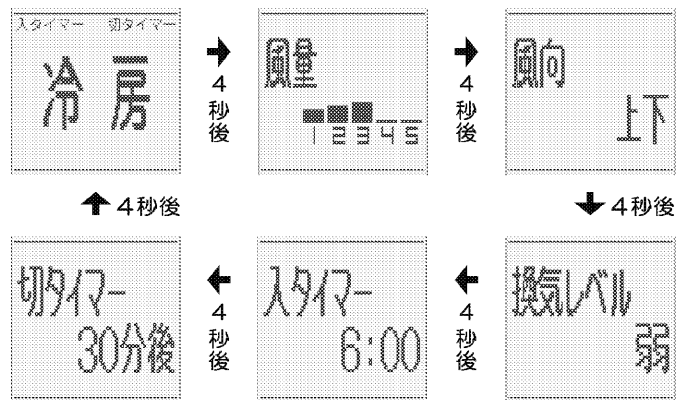 入タイマー 切タイマー
冷房
4秒後
風量
1 2 3 4 5
4秒後
風向
上下
4秒後
換気レベル
弱
4秒後
入タイマー
6:00
4秒後
切タイマー
30分後
4秒後